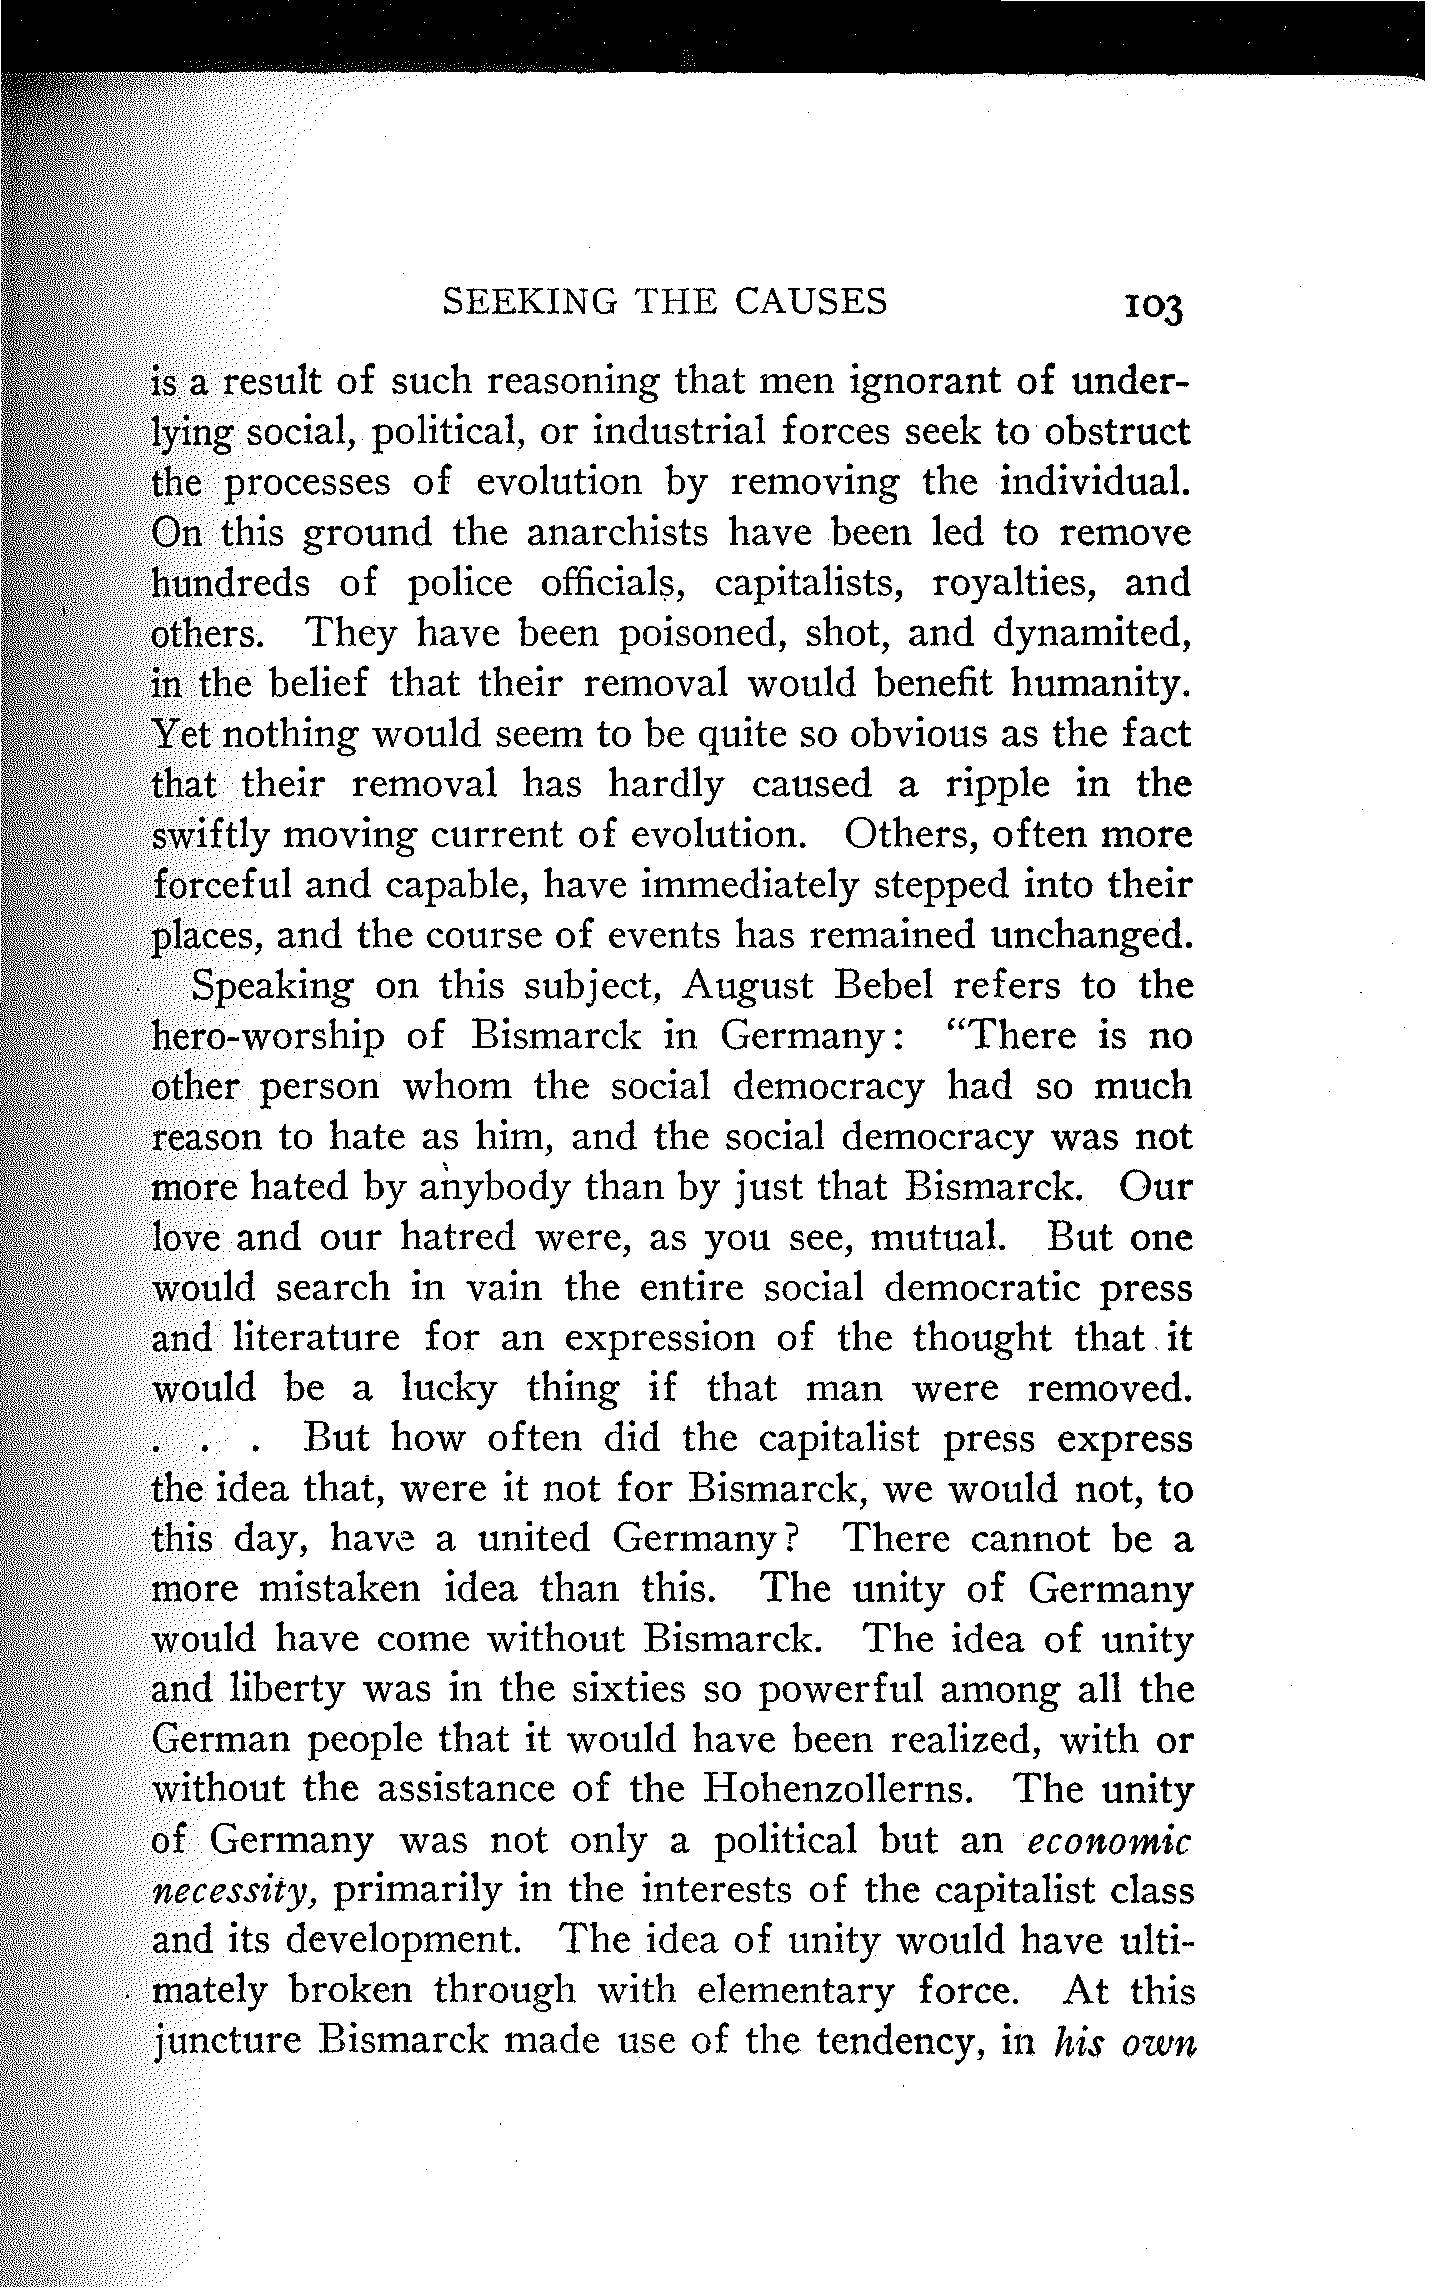 SEEKING THE CAUSES 103
is a result of such reasoning that men ignorant of under-
lying social, political, or industrial forces seek to obstruct
the processes of evolution by removing the individual.
On this ground the anarchists have been led to remove
hundreds of police officials, capitalists, royalties, and
others. They have been poisoned, shot, and dynamited,
in the belief that their removal would benefit humanity.
Yet nothing would seem to be quite so obvious as the fact
that their removal has hardly caused a ripple in the
swiftly moving current of evolution. Others, often more
forceful and capable, have immediately stepped into their
places, and the course of events has remained unchanged.
Speaking on this subject, August Bebel refers to the
hero-worship of Bismarck in Germany: "There is no
other person whom the social democracy had so much
reason to hate as him, and the social democracy was not
more hated by anybody than by just that Bismarck. Our
love and our hatred were, as you see, mutual. But one
would search in vain the entire social democratic press
and literature for an expression of the thought that it
would be a lucky thing if that man were removed.
. . . But how often did the capitalist press express
the idea that, were it not for Bismarck, we would not, to
this day, have a united Germany? There cannot be a
more mistaken idea than this. The unity of Germany
would have come without Bismarck. The idea of unity
and liberty was in the sixties so powerful among all the
German people that it would have been realized, with or
without the assistance of the Hohenzollerns. The unity
of Germany was not only a political but an economic
necessity, primarily in the interests of the capitalist class
and its development. The idea of unity would have ulti-
mately broken through with elementary force. At this
juncture Bismarck made use of the tendency, in his own